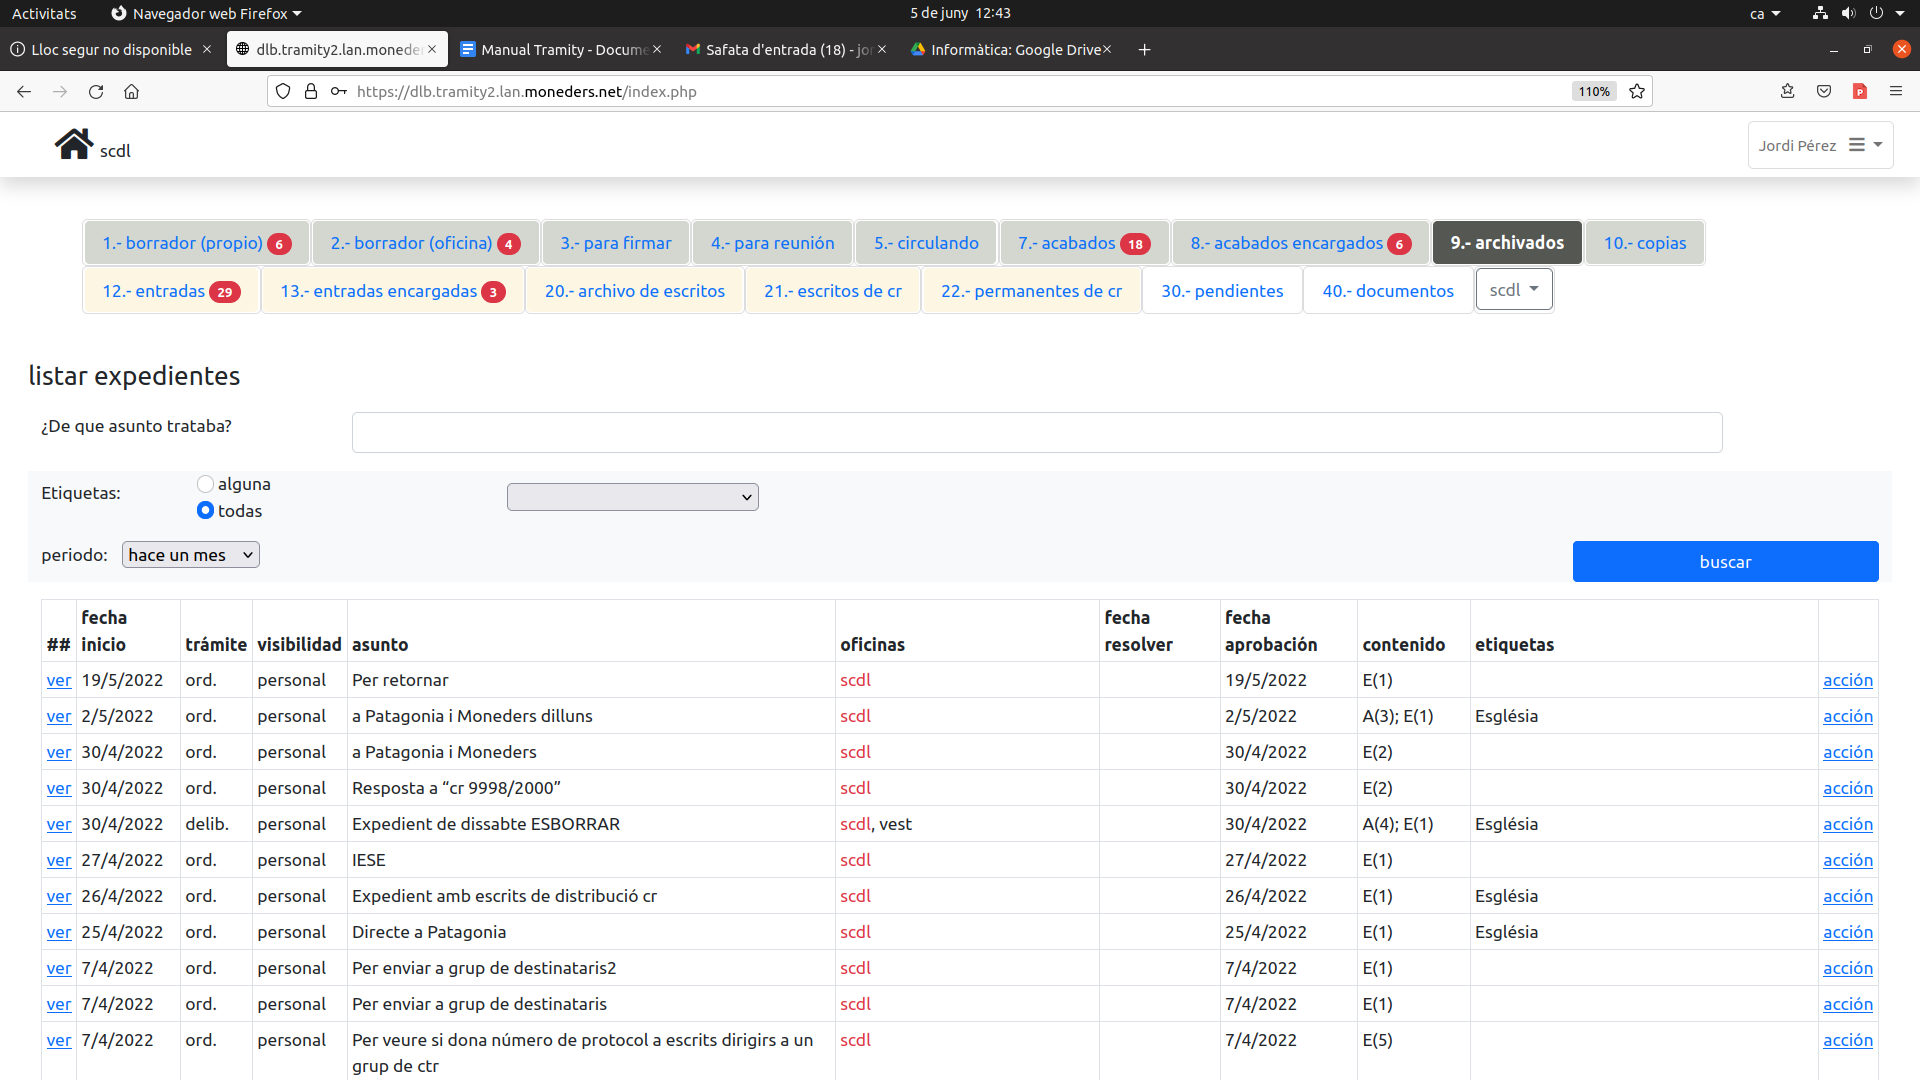 Activitats Navegador web Firefox 5 de juny 12:43 ca
Lloc segur no disponible dlb.tramity2.lan.moneders Manual Tramity - Docume Safata d'entrada (18) - jor Informàtica: Google Drive
https://dlb.tramity2.lan.moneders.net/index.php 110%
scdl Jordi Pérez
1.- borrador (propio) 6 2.- borrador (oficina) 4 3.- para firmar 4.- para reunión 5.- circulando 7.- acabados 18 8.- acabados encargados 6 9.- archivados 10.- copias
12.- entradas 29 13.- entradas encargadas 3 20.- archivo de escritos 21.- escritos de cr 22.- permanentes de cr 30.- pendientes 40.- documentos scdl
listar expedientes
¿De que asunto trataba?
Etiquetas: alguna
todas
periodo: hace un mes buscar
## fecha inicio trámite visibilidad asunto oficinas fecha resolver fecha aprobación contenido etiquetas
ver 19/5/2022 ord. personal Per retornar scdl 19/5/2022 E(1) acción
ver 2/5/2022 ord. personal a Patagonia i Moneders dilluns scdl 2/5/2022 A(3); E(1) Església acción
ver 30/4/2022 ord. personal a Patagonia i Moneders scdl 30/4/2022 E(2) acción
ver 30/4/2022 ord. personal Resposta a “cr 9998/2000” scdl 30/4/2022 E(2) acción
ver 30/4/2022 delib. personal Expedient de dissabte ESBORRAR scdl, vest 30/4/2022 A(4); E(1) Església acción
ver 27/4/2022 ord. personal IESE scdl 27/4/2022 E(1) acción
ver 26/4/2022 ord. personal Expedient amb escrits de distribució cr scdl 26/4/2022 E(1) Església acción
ver 25/4/2022 ord. personal Directe a Patagonia scdl 25/4/2022 E(1) Església acción
ver 7/4/2022 ord. personal Per enviar a grup de destinataris2 scdl 7/4/2022 E(1) acción
ver 7/4/2022 ord. personal Per enviar a grup de destinataris scdl 7/4/2022 E(1) acción
ver 7/4/2022 ord. personal Per veure si dona número de protocol a escrits dirigirs a un scdl 7/4/2022 E(5) acción
grup de ctr